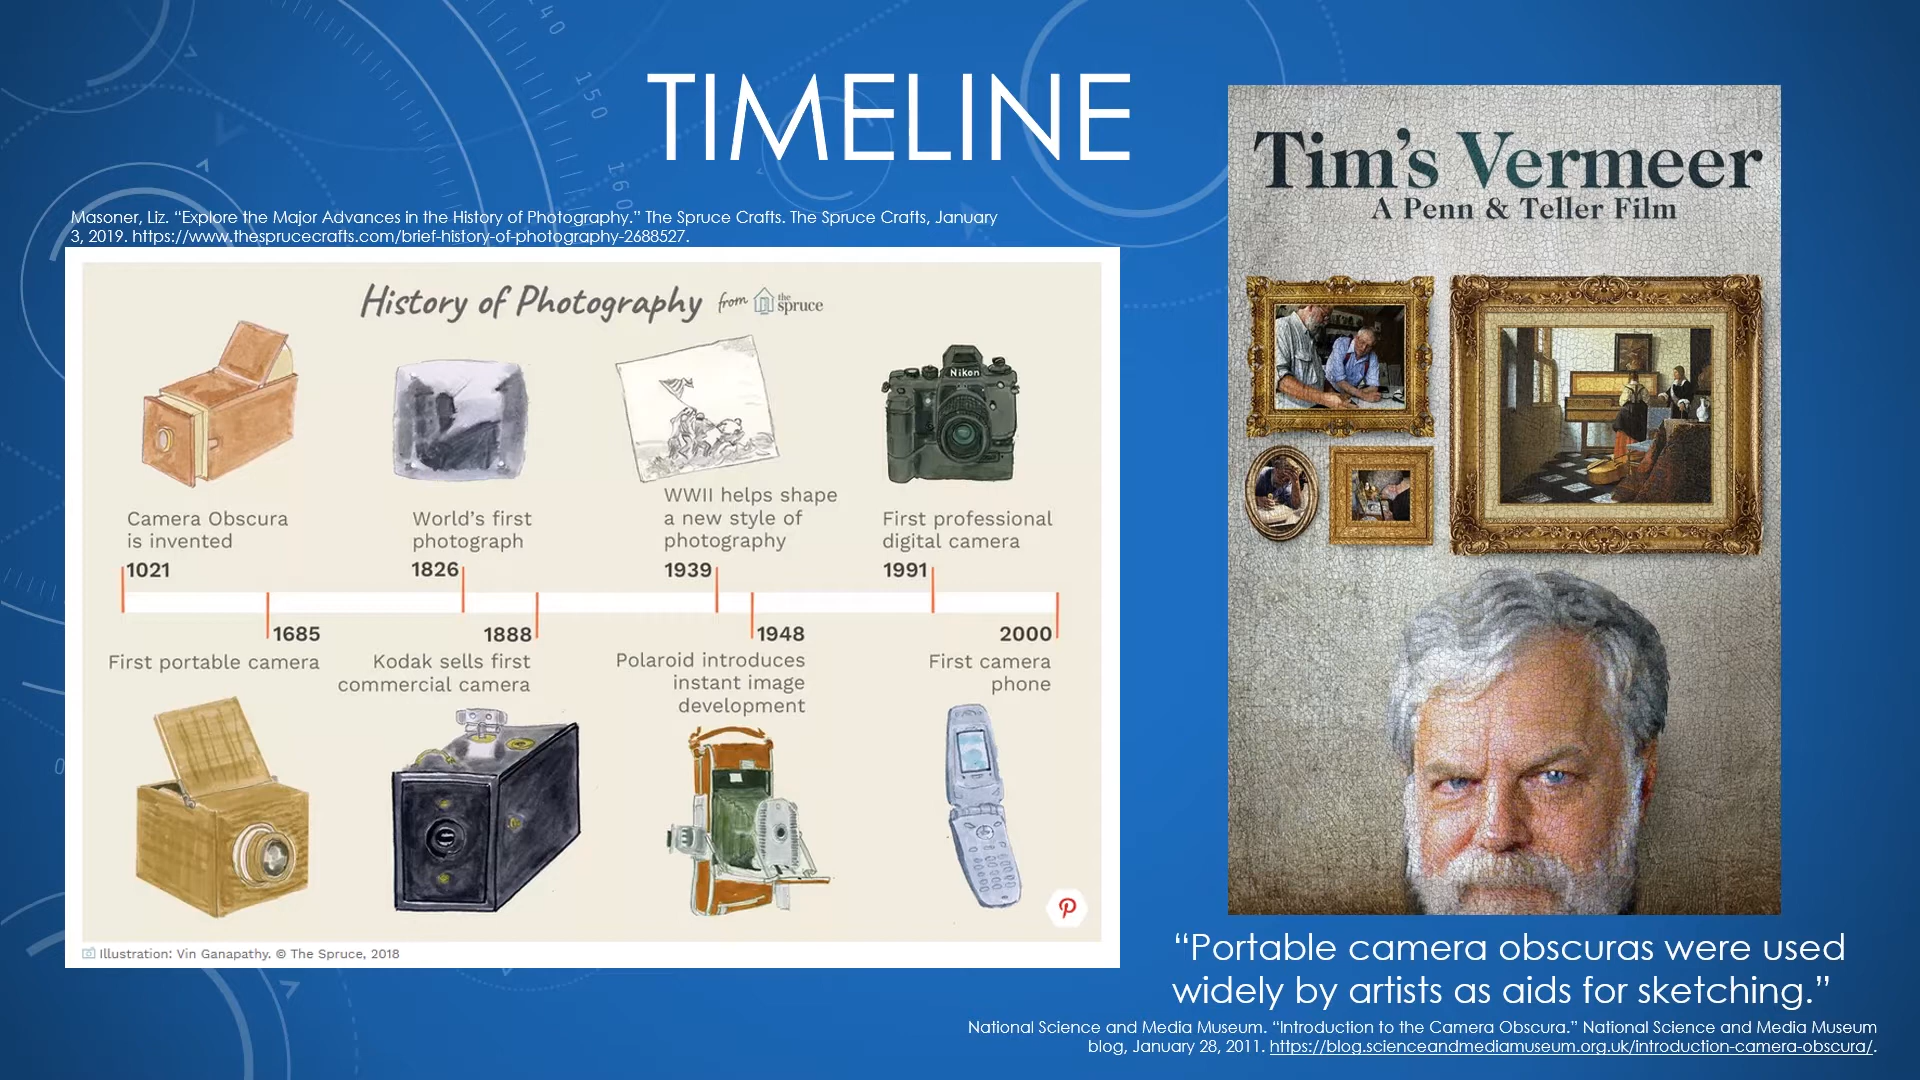 TIMELINE
Masoner, Liz. “Explore the Major Advances in the History of Photography.” The Spruce Crafts. The Spruce Crafts, January
3, 2019. https://www.thesprucecrafts.com/brief-history-of-photography-2688527.
History of Photography from the spruce
Nikon
Camera Obscura
is invented
1021
World’s first
photograph
1826
WWII helps shape
a new style of
photography
1939
First professional
digital camera
1991
1685
First portable camera
1888
Kodak sells first
commercial camera
1948
Polaroid introduces
instant image
development
2000
First camera
phone
Illustration: Vin Ganapathy. © The Spruce, 2018
Tim’s Vermeer
A Penn & Teller Film
“Portable camera obscuras were used
widely by artists as aids for sketching.”
National Science and Media Museum. “Introduction to the Camera Obscura.” National Science and Media Museum
blog, January 28, 2011. https://blog.scienceandmediamuseum.org.uk/introduction-camera-obscura/.
140
150
160